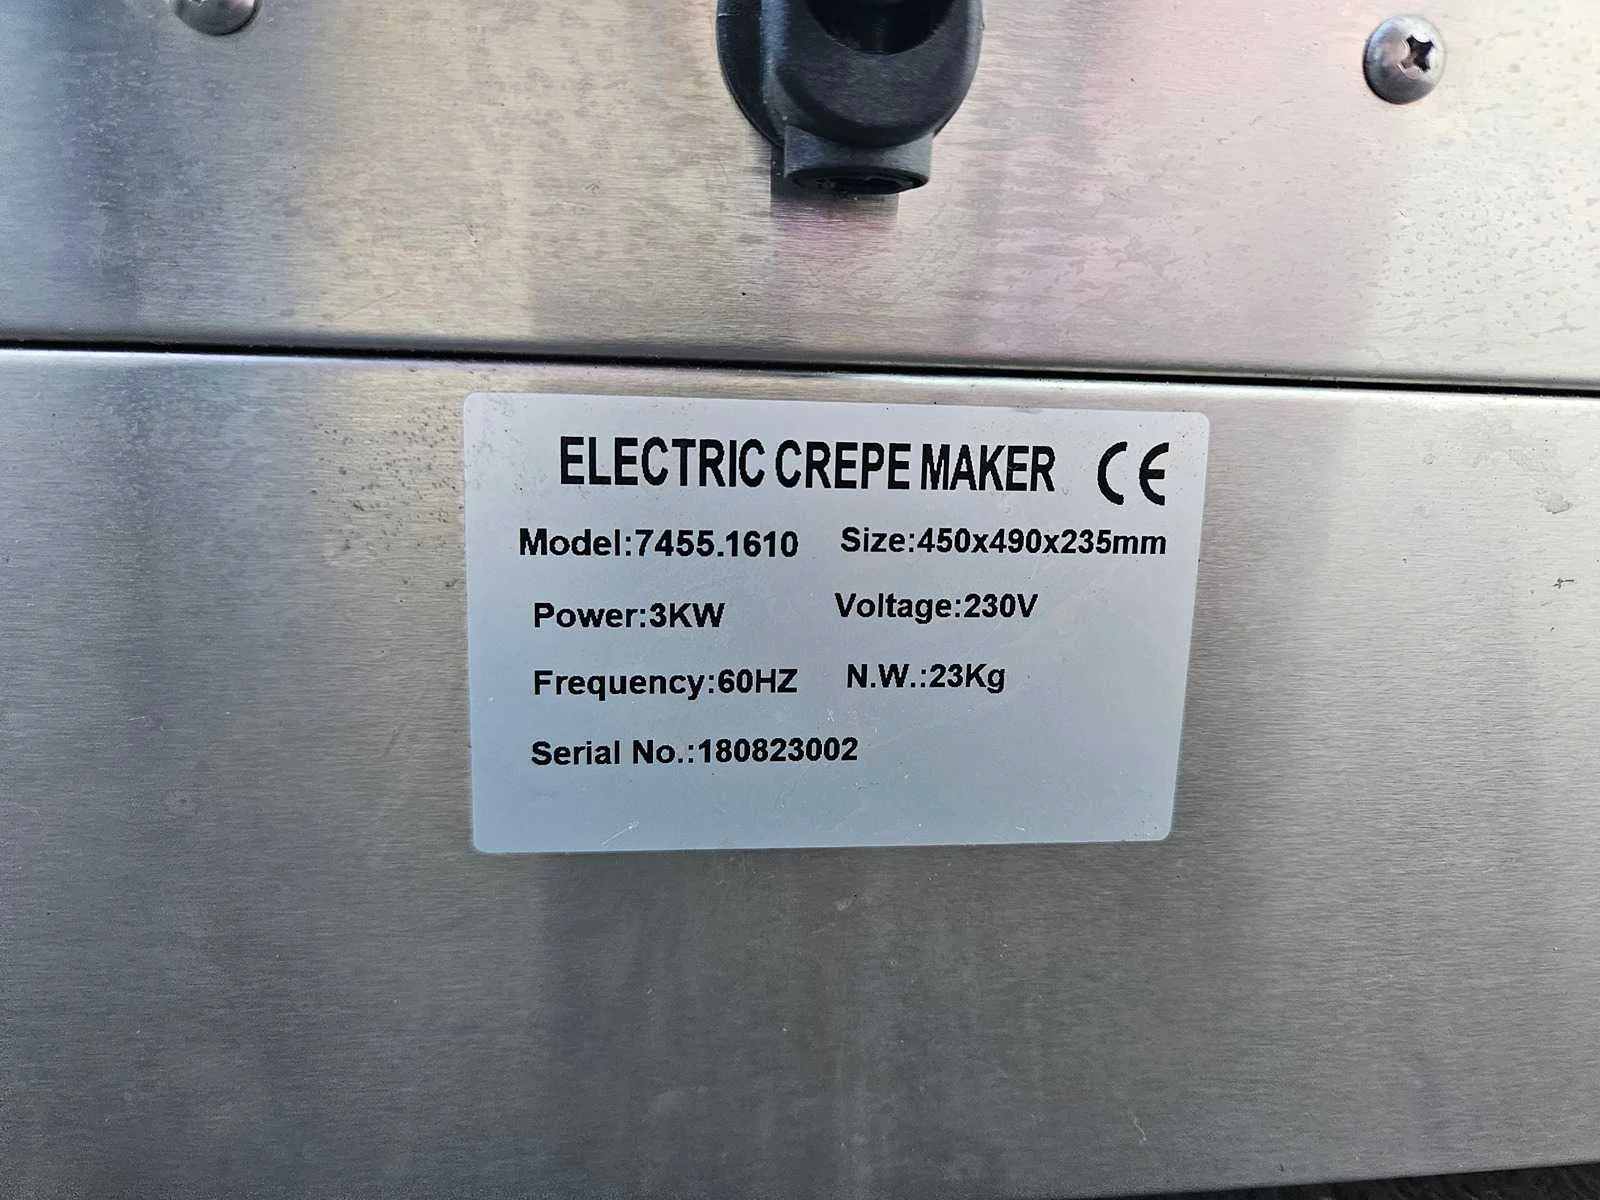 ELECTRIC CREPE MAKER CE
Model:7455.1610 Size:450x490x235mm
Power:3KW Voltage:230V
Frequency:60HZ N.W.:23Kg
Serial No.:180823002